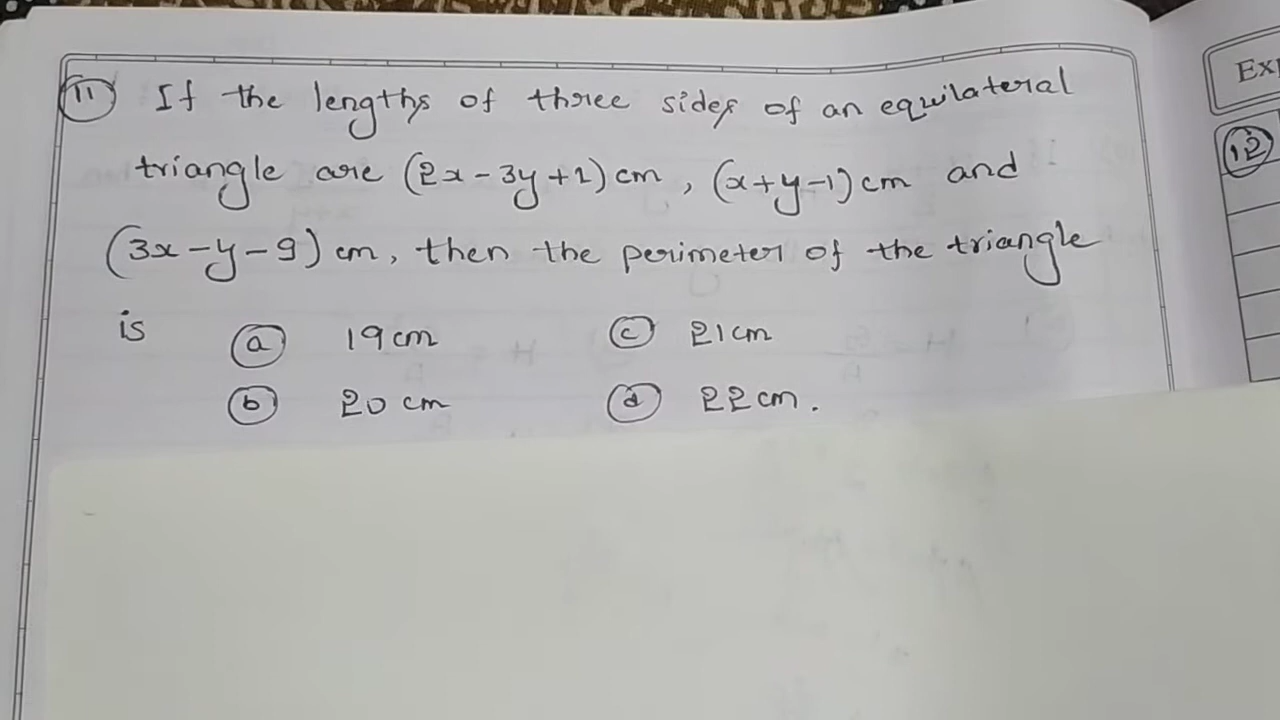 11 If the lengths of three sides of an equilateral
triangle are (2x-3y+1) cm, (x+y-1) cm and
(3x-y-9) cm, then the perimeter of the triangle
is a 19 cm c 21 cm
b 20 cm d 22 cm.
12